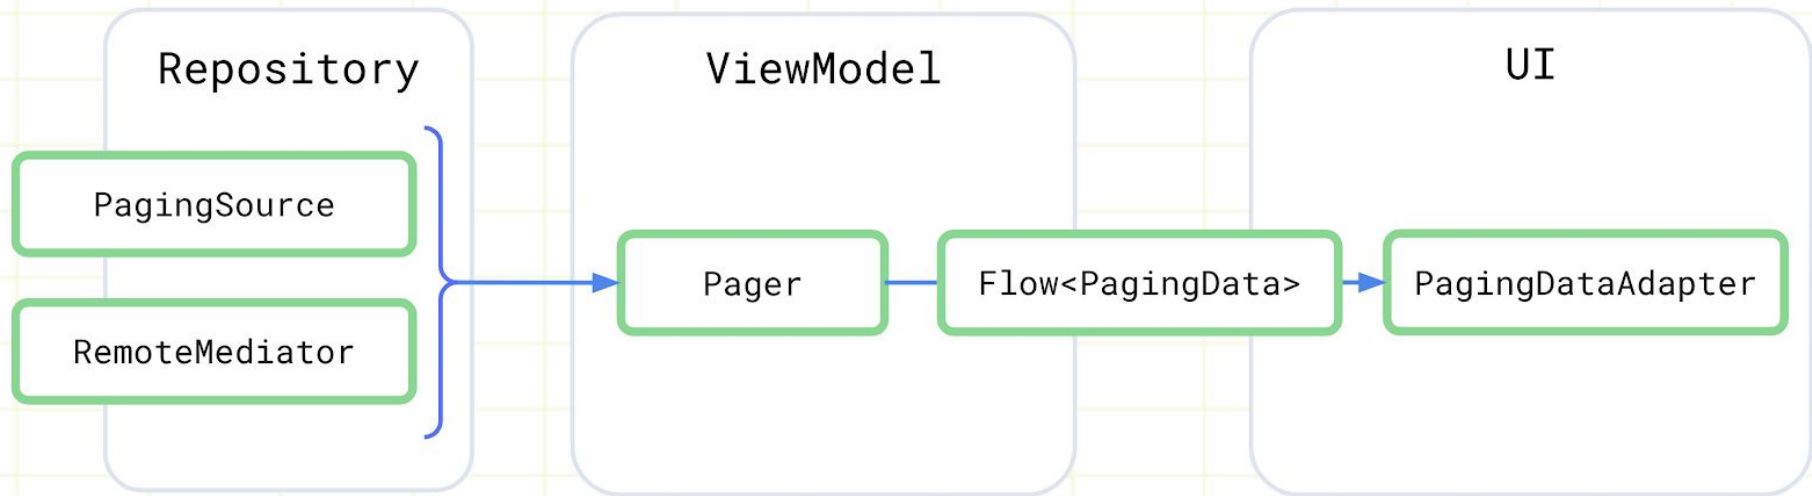 Repository
PagingSource
RemoteMediator
ViewModel
Pager
Flow<PagingData>
UI
PagingDataAdapter